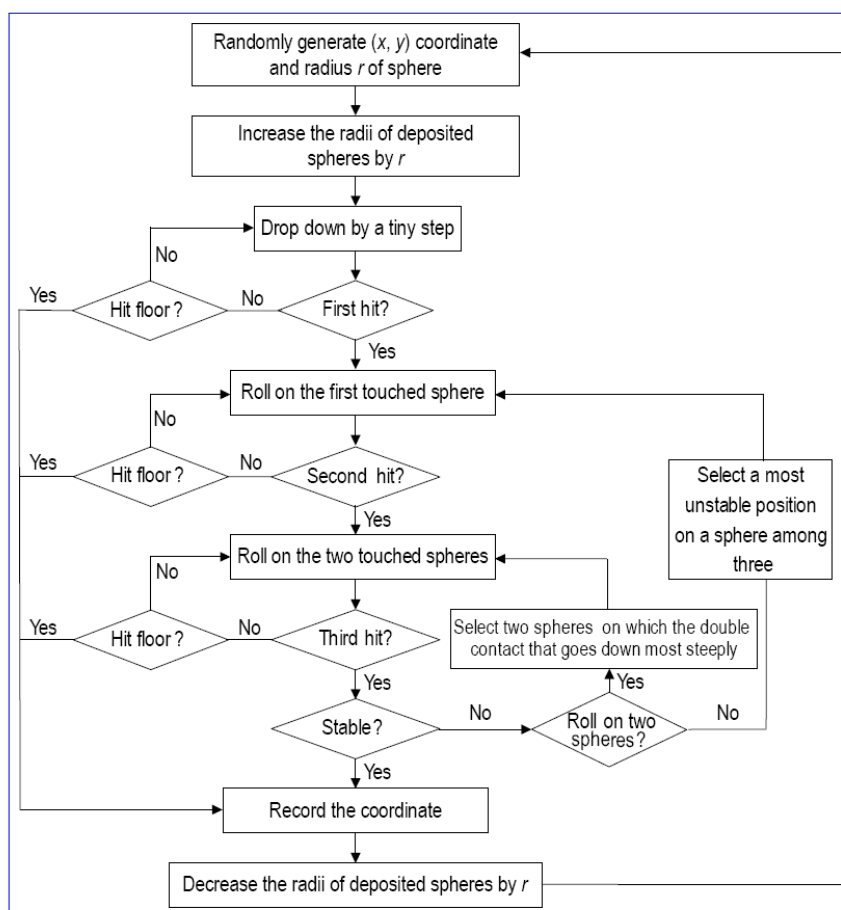 Randomly generate (x, y) coordinate
and radius r of sphere
Increase the radii of deposited
spheres by r
Drop down by a tiny step
No
Yes
Hit floor ?
No
First hit?
Yes
Roll on the first touched sphere
No
Yes
Hit floor ?
No
Second hit?
Select a most
unstable position
on a sphere among
three
Yes
Roll on the two touched spheres
No
Yes
Hit floor ?
No
Third hit?
Select two spheres on which the double
contact that goes down most steeply
Yes
Yes
Stable?
No
Roll on two
spheres?
No
Yes
Record the coordinate
Decrease the radii of deposited spheres by r